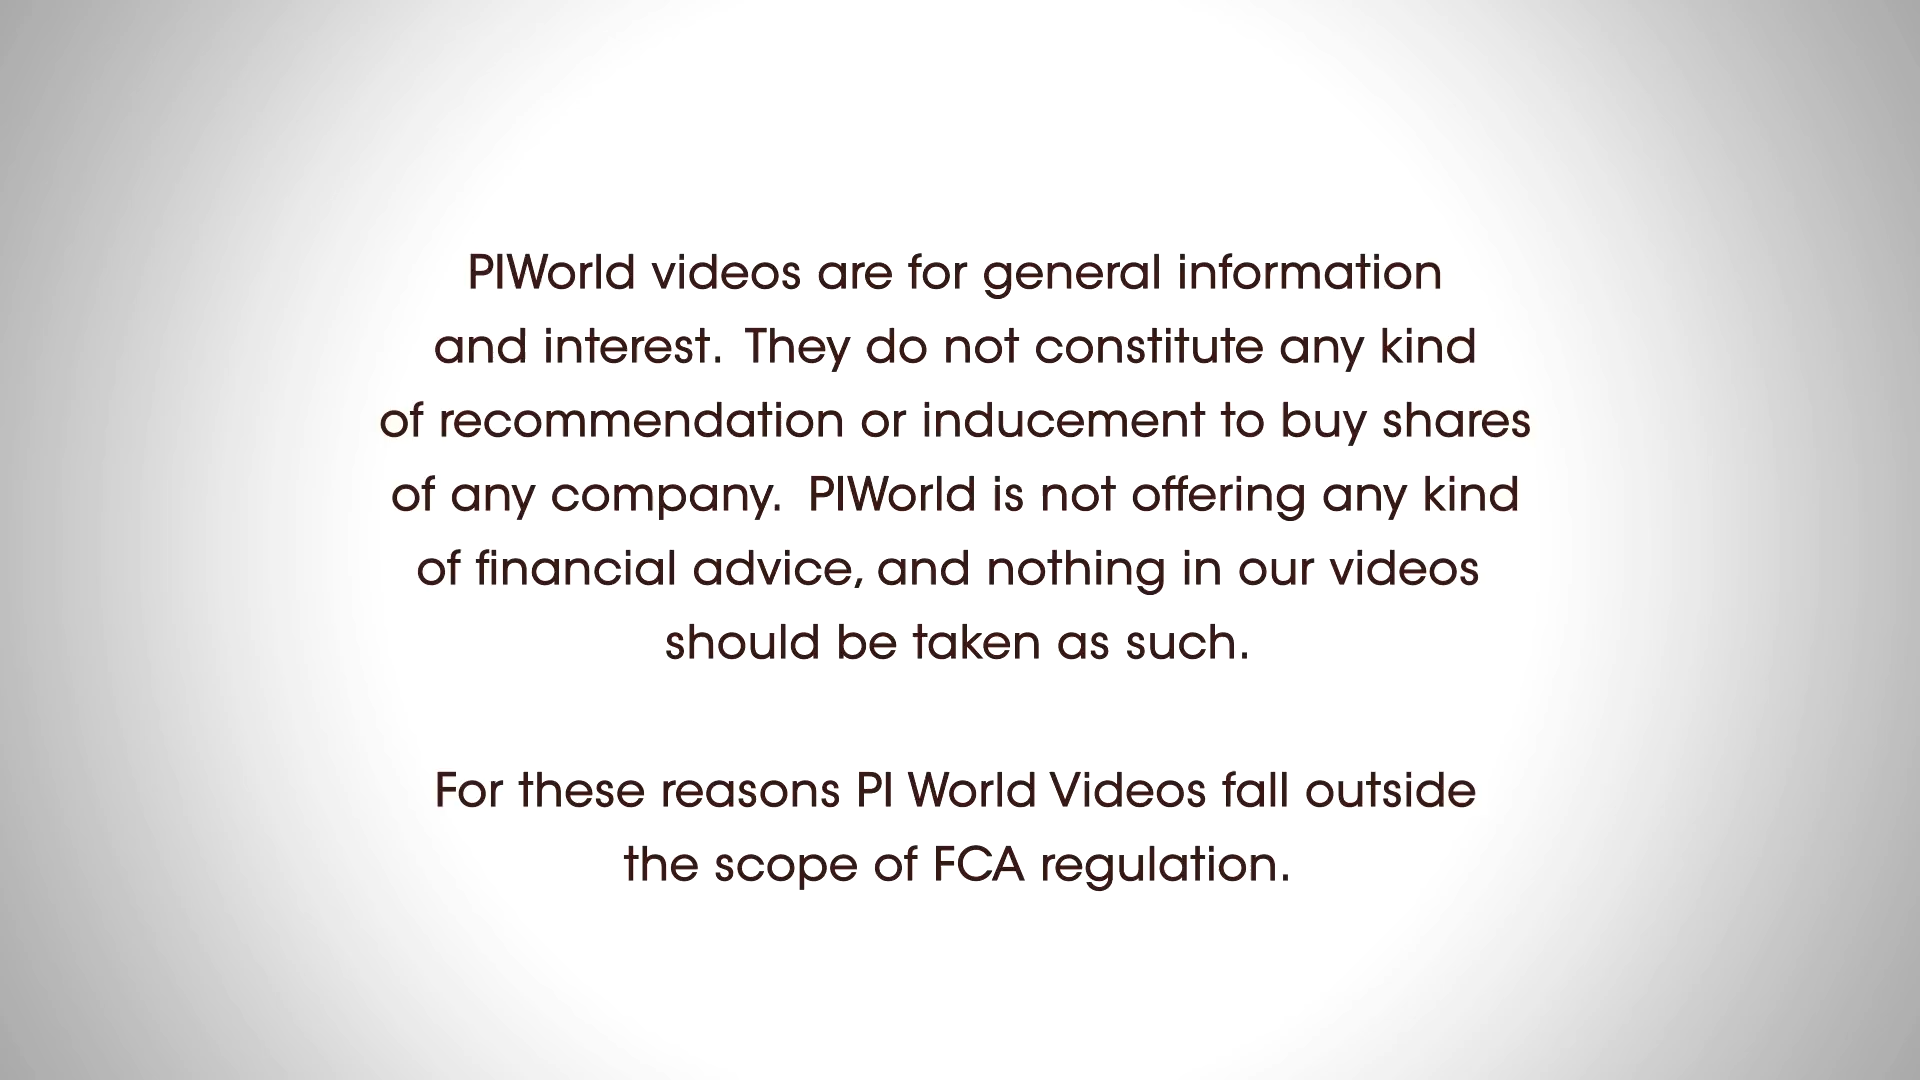 PIWorld videos are for general information
and interest. They do not constitute any kind
of recommendation or inducement to buy shares
of any company. PIWorld is not offering any kind
of financial advice, and nothing in our videos
should be taken as such.
For these reasons PI World Videos fall outside
the scope of FCA regulation.